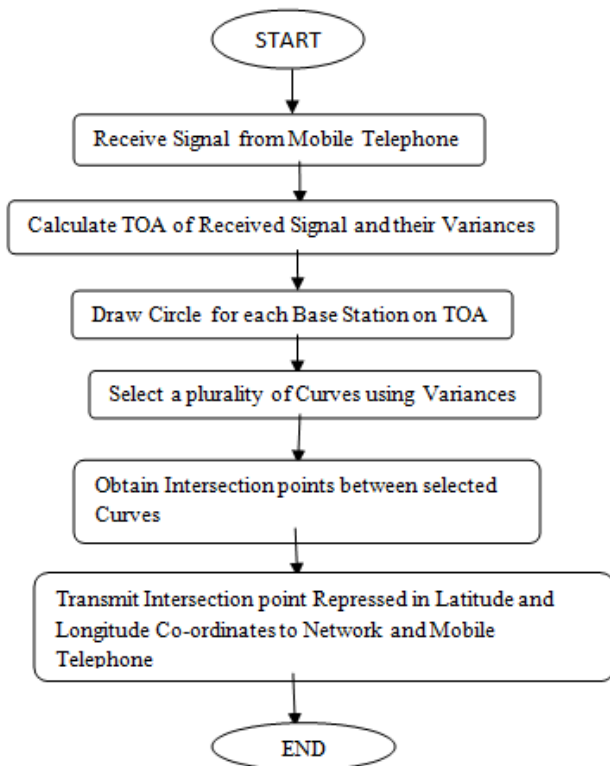 START
Receive Signal from Mobile Telephone
Calculate TOA of Received Signal and their Variances
Draw Circle for each Base Station on TOA
Select a plurality of Curves using Variances
Obtain Intersection points between selected
Curves
Transmit Intersection point Repressed in Latitude and
Longitude Co-ordinates to Network and Mobile
Telephone
END